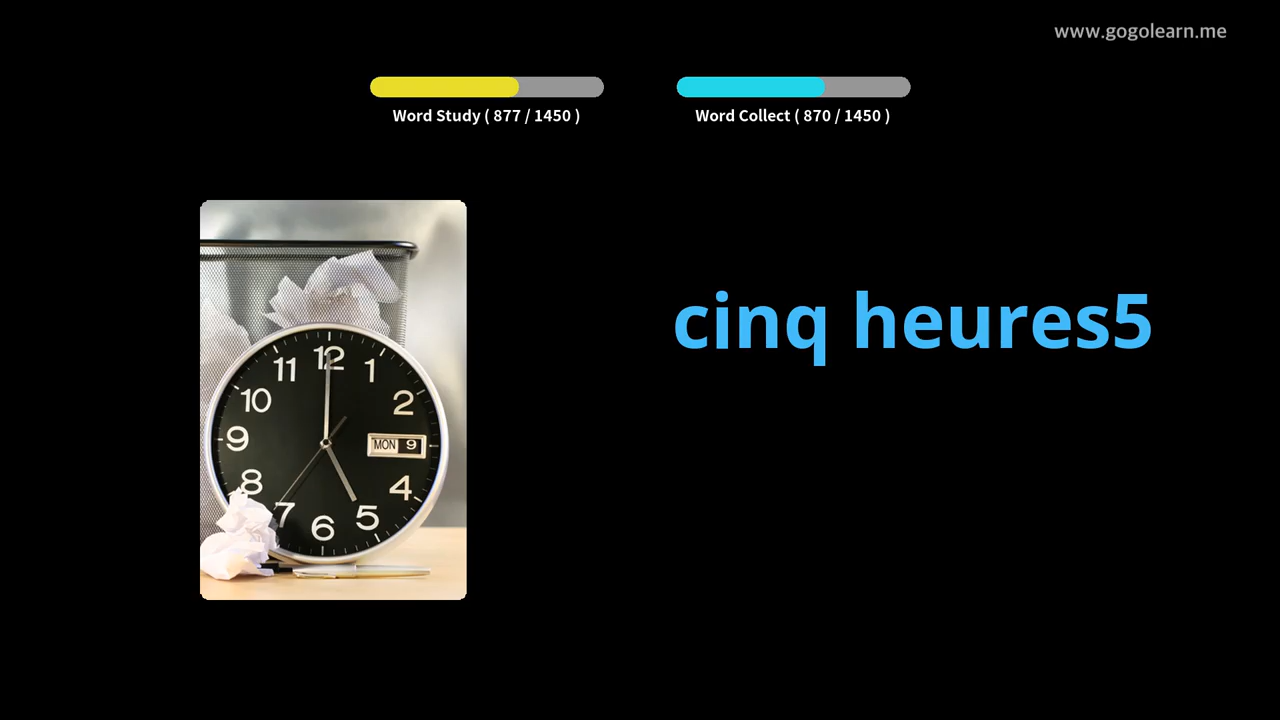 www.gogolearn.me
Word Study ( 877 / 1450 )
Word Collect ( 870 / 1450 )
cinq heures5
12
11
1
10
2
9
MON 9
8
4
7
5
6